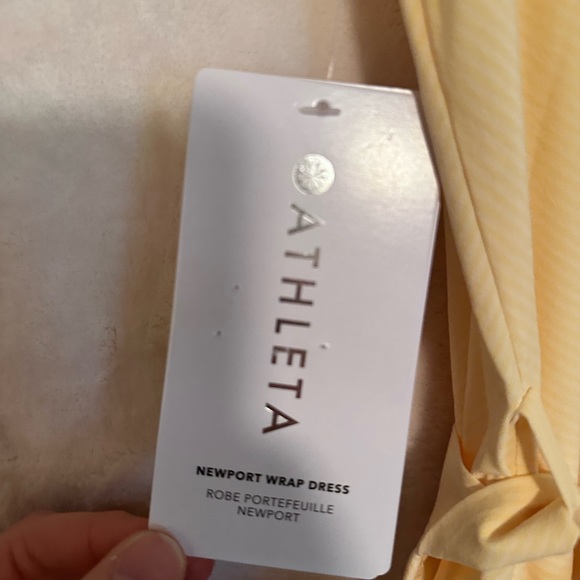 ATHLETA
NEWPORT WRAP DRESS
ROBE PORTEFEUILLE
NEWPORT